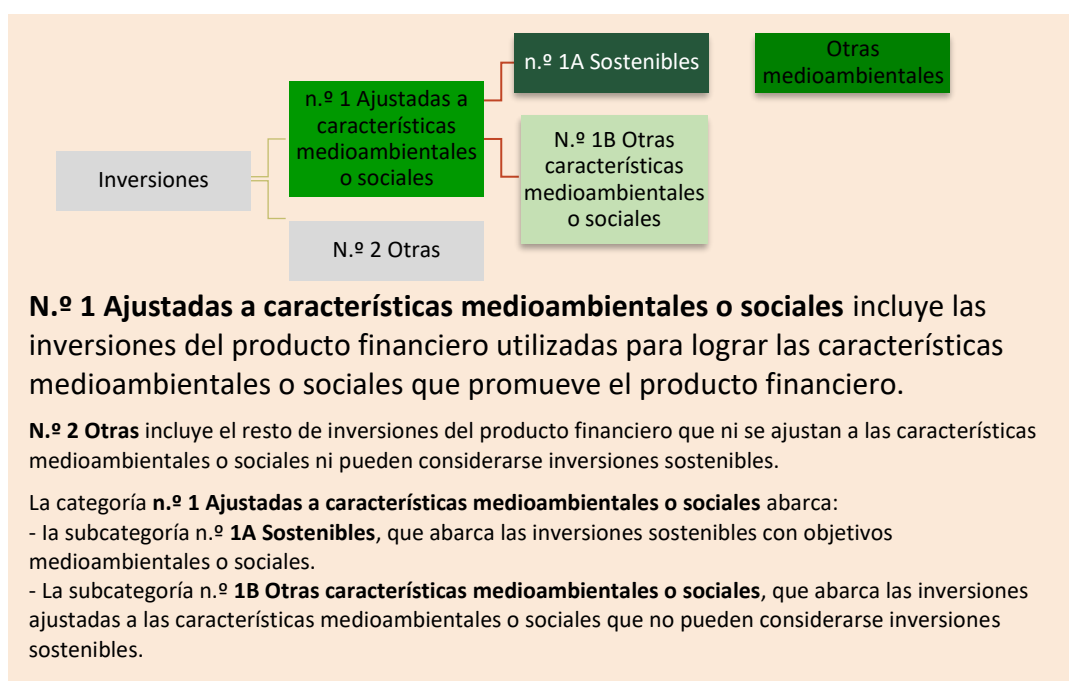 n.º 1A Sostenibles
Otras
medioambientales
n.º 1 Ajustadas a
características
medioambientales
o sociales
N.º 1B Otras
características
medioambientales
o sociales
Inversiones
N.º 2 Otras
N.º 1 Ajustadas a características medioambientales o sociales incluye las
inversiones del producto financiero utilizadas para lograr las características
medioambientales o sociales que promueve el producto financiero.
N.º 2 Otras incluye el resto de inversiones del producto financiero que ni se ajustan a las características
medioambientales o sociales ni pueden considerarse inversiones sostenibles.
La categoría n.º 1 Ajustadas a características medioambientales o sociales abarca:
- la subcategoría n.º 1A Sostenibles, que abarca las inversiones sostenibles con objetivos
medioambientales o sociales.
- La subcategoría n.º 1B Otras características medioambientales o sociales, que abarca las inversiones
ajustadas a las características medioambientales o sociales que no pueden considerarse inversiones
sostenibles.